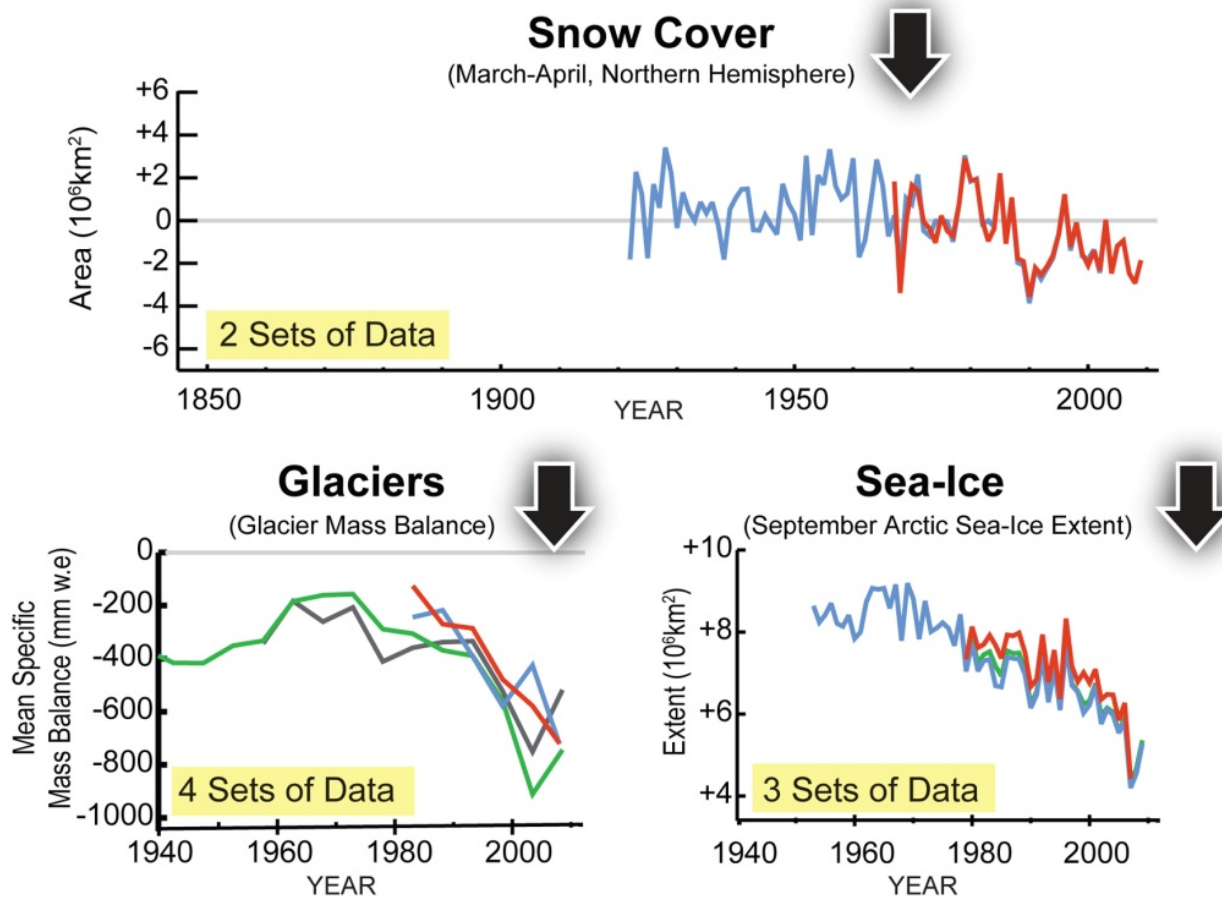 Snow Cover
(March-April, Northern Hemisphere)
Area (10⁶km²)
+6
+4
+2
0
-2
-4
-6
2 Sets of Data
1850 1900 1950 2000
YEAR
Glaciers
(Glacier Mass Balance)
Mean Specific
Mass Balance (mm w.e)
0
-200
-400
-600
-800
-1000
4 Sets of Data
1940 1960 1980 2000
YEAR
Sea-Ice
(September Arctic Sea-Ice Extent)
Extent (10⁶km²)
+10
+8
+6
+4
3 Sets of Data
1940 1960 1980 2000
YEAR